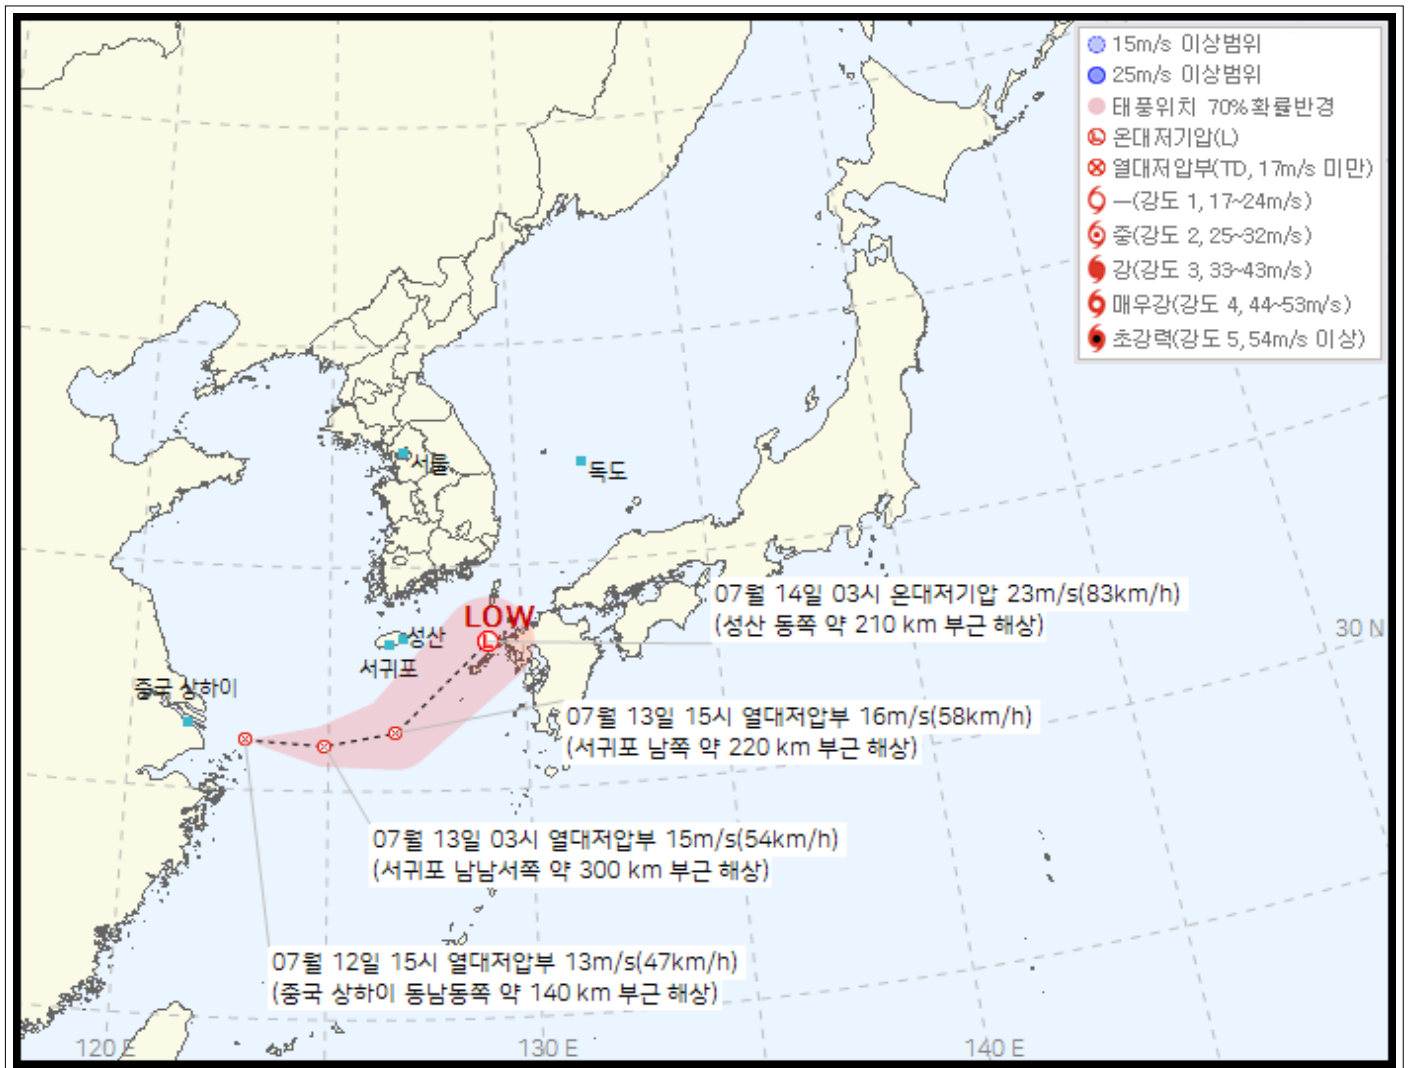 15m/s 이상범위
25m/s 이상범위
태풍위치 70%확률반경
온대저기압(L)
열대저압부(TD, 17m/s 미만)
—(강도 1, 17~24m/s)
중(강도 2, 25~32m/s)
강(강도 3, 33~43m/s)
매우강(강도 4, 44~53m/s)
초강력(강도 5, 54m/s 이상)
서울
독도
07월 14일 03시 온대저기압 23m/s(83km/h)
(성산 동쪽 약 210 km 부근 해상)
LOW
L
성산
서귀포
30 N
중국 상하이
07월 13일 15시 열대저압부 16m/s(58km/h)
(서귀포 남쪽 약 220 km 부근 해상)
07월 13일 03시 열대저압부 15m/s(54km/h)
(서귀포 남남서쪽 약 300 km 부근 해상)
07월 12일 15시 열대저압부 13m/s(47km/h)
(중국 상하이 동남동쪽 약 140 km 부근 해상)
120 E
130 E
140 E